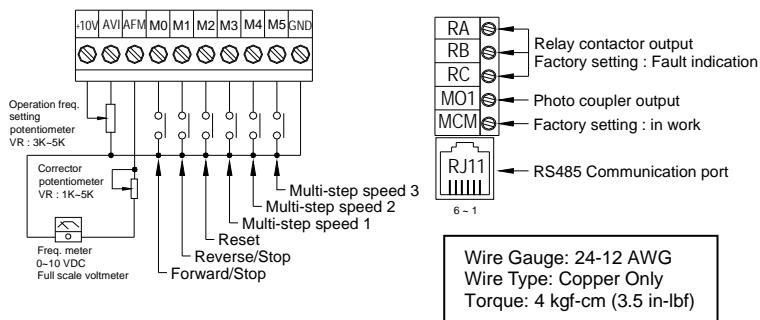 +10V AVI AFM M0 M1 M2 M3 M4 M5 GND
Operation freq.
setting
potentiometer
VR : 3K~5K
Corrector
potentiometer
VR : 1K~5K
Freq. meter
0~10 VDC
Full scale voltmeter
Multi-step speed 3
Multi-step speed 2
Multi-step speed 1
Reset
Reverse/Stop
Forward/Stop
RA
RB
RC
MO1
MCM
Relay contactor output
Factory setting : Fault indication
Photo coupler output
Factory setting : in work
RJ11
6 ~ 1
RS485 Communication port
Wire Gauge: 24-12 AWG
Wire Type: Copper Only
Torque: 4 kgf-cm (3.5 in-lbf)